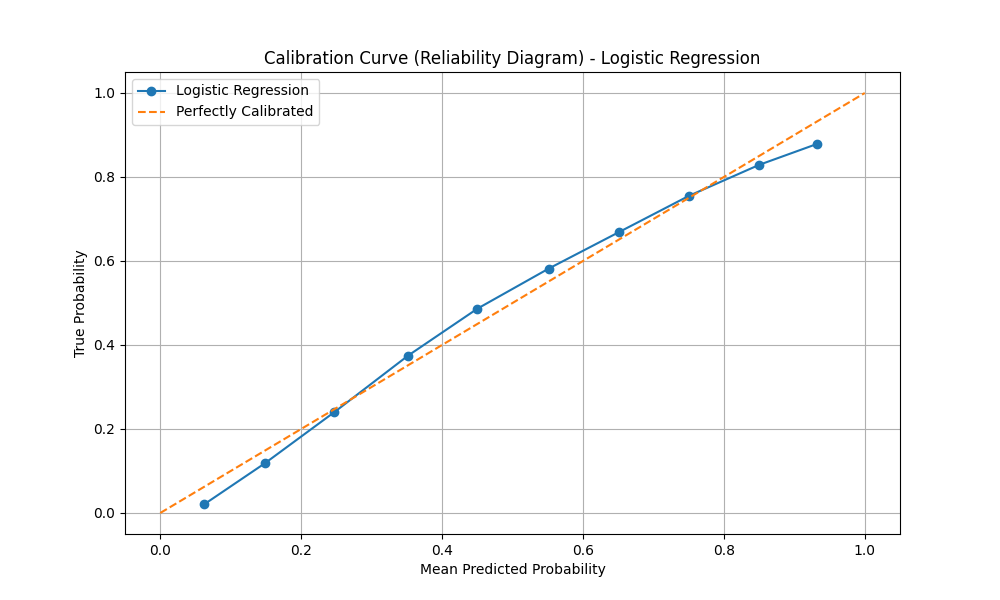 Calibration Curve (Reliability Diagram) - Logistic Regression
Logistic Regression
Perfectly Calibrated
1.0
0.8
0.6
0.4
0.2
0.0
True Probability
0.0 0.2 0.4 0.6 0.8 1.0
Mean Predicted Probability